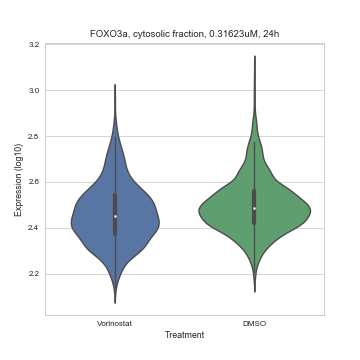 FOXO3a, cytosolic fraction, 0.31623uM, 24h
3.2
3.0
2.8
2.6
2.4
2.2
Expression (log10)
Vorinostat DMSO
Treatment